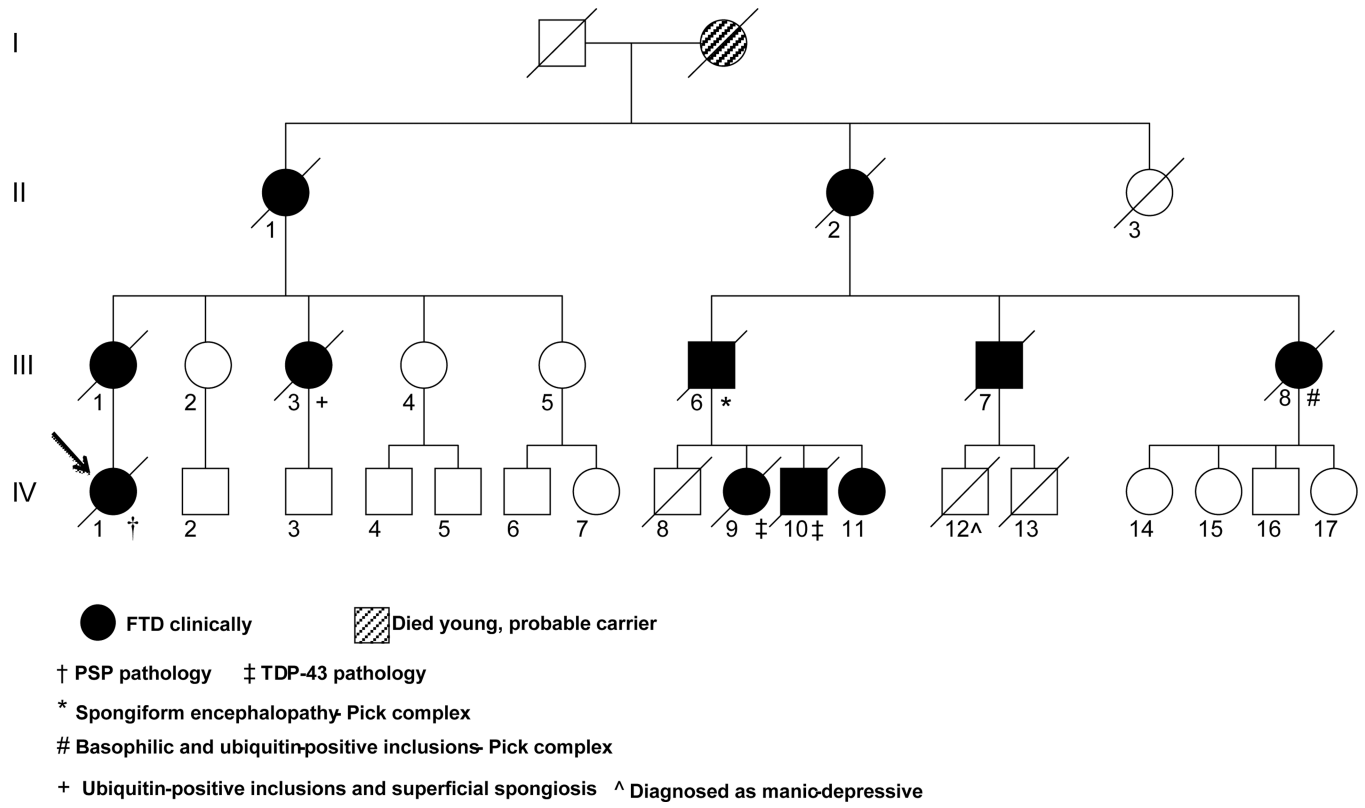 I
II
1
2
3
III
1
2
3 +
4
5
6 *
7
8 #
IV
1 †
2
3
4
5
6
7
8
9 ‡
10 ‡
11
12^
13
14
15
16
17
FTD clinically
Died young, probable carrier
† PSP pathology
‡ TDP-43 pathology
* Spongiform encephalopathy- Pick complex
# Basophilic and ubiquitin-positive inclusions- Pick complex
+ Ubiquitin-positive inclusions and superficial spongiosis
^ Diagnosed as manic-depressive